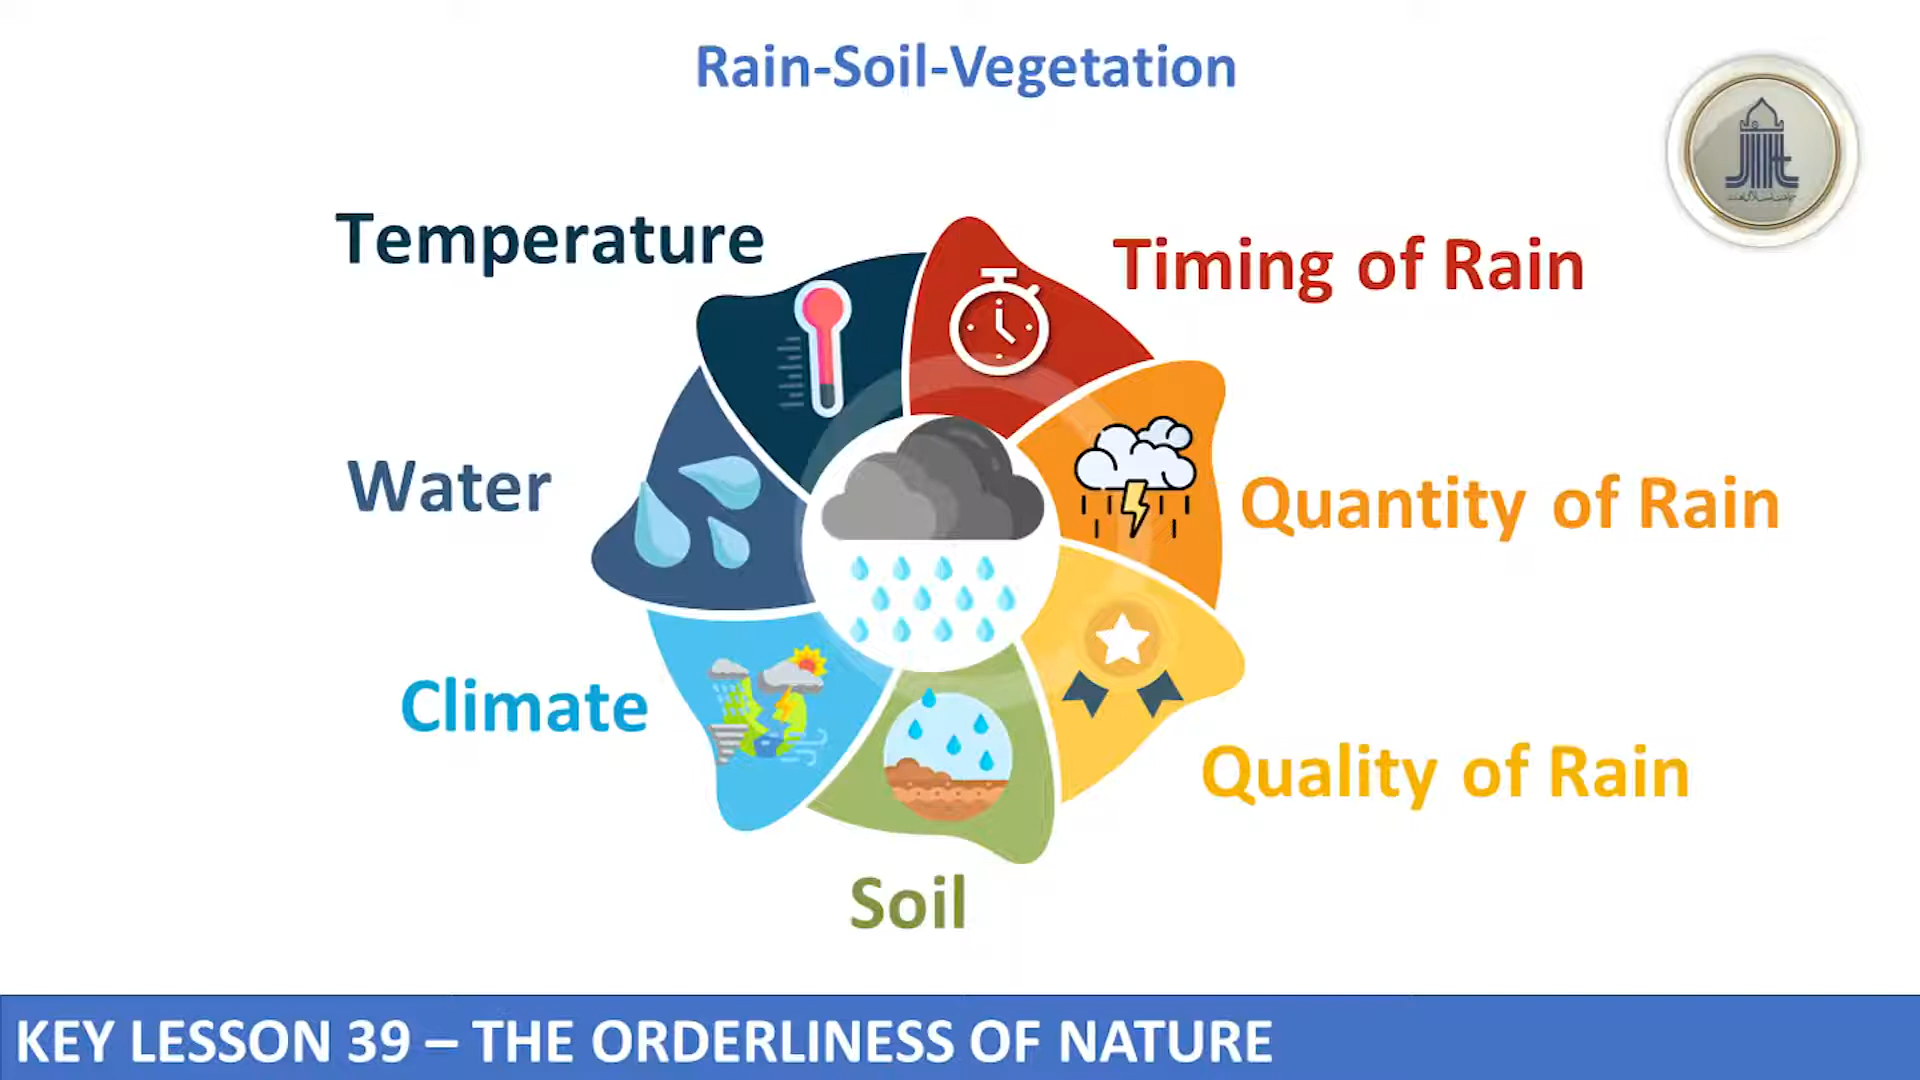 Rain-Soil-Vegetation
Temperature
Timing of Rain
Water
Quantity of Rain
Climate
Quality of Rain
Soil
KEY LESSON 39 – THE ORDERLINESS OF NATURE